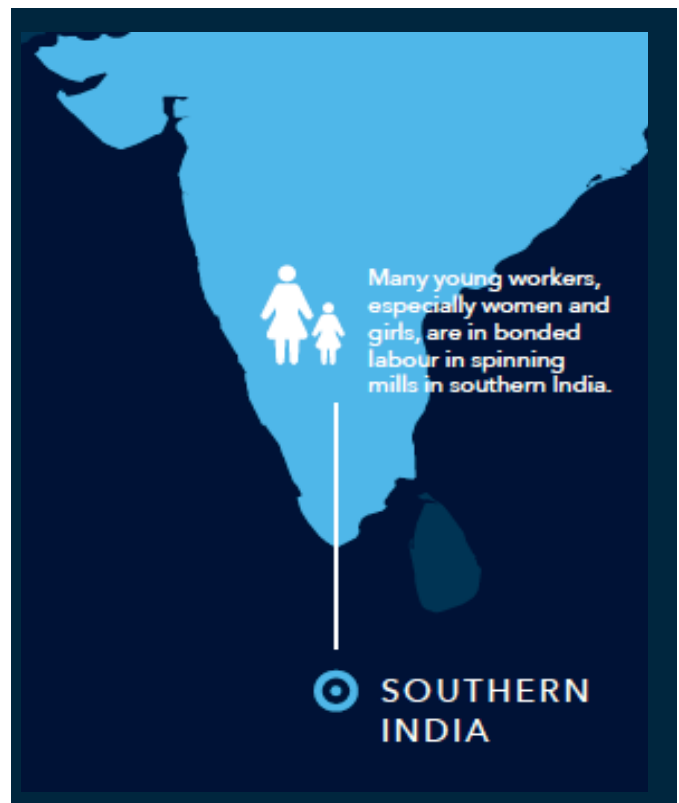 Many young workers,
especially women and
girls, are in bonded
labour in spinning
mills in southern India.
SOUTHERN
INDIA